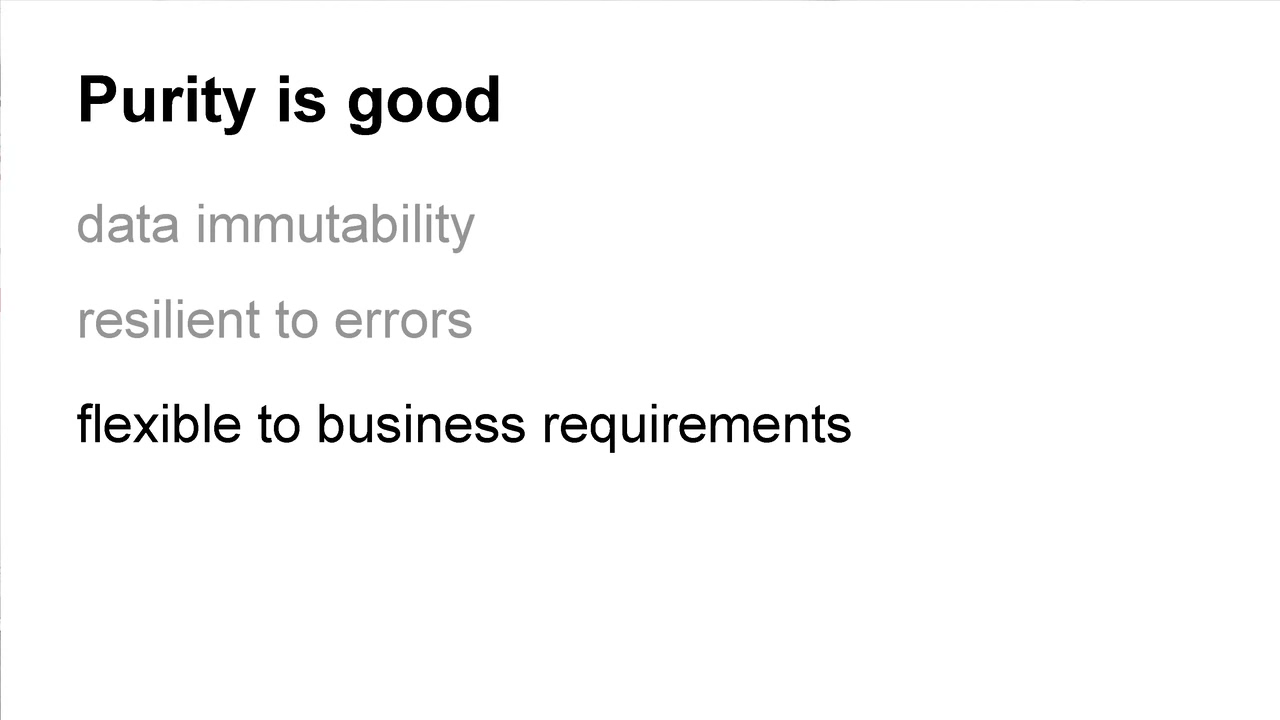 Purity is good
data immutability
resilient to errors
flexible to business requirements